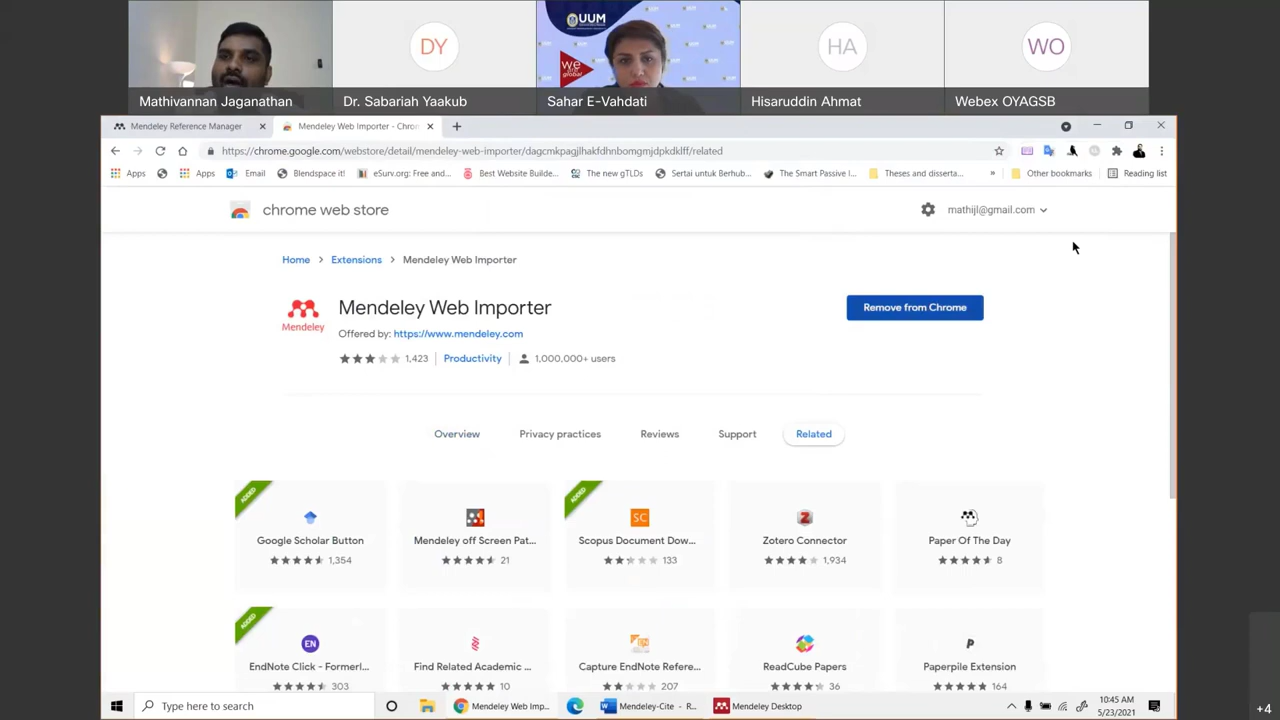 UUM
we
global
DY
HA
WO
Mathivannan Jaganathan
Dr. Sabariah Yaakub
Sahar E-Vahdati
Hisaruddin Ahmat
Webex OYAGSB
Mendeley Reference Manager
Mendeley Web Importer - Chro
https://chrome.google.com/webstore/detail/mendeley-web-importer/dagcmkpagjlhakfdhnbomgmjdpkdklff/related
Apps
Apps
Email
Blendspace it!
eSurv.org: Free and...
Best Website Builde...
The new gTLDs
Sertai untuk Berhub...
The Smart Passive I...
Theses and disserta...
»
Other bookmarks
Reading list
chrome web store
mathijl@gmail.com
Home
Extensions
Mendeley Web Importer
Mendeley
Mendeley Web Importer
Remove from Chrome
Offered by: https://www.mendeley.com
1,423
Productivity
1,000,000+ users
Overview
Privacy practices
Reviews
Support
Related
ADDED
ADDED
SC
Z
Google Scholar Button
Mendeley off Screen Pat...
Scopus Document Dow...
Zotero Connector
Paper Of The Day
1,354
21
133
1,934
8
ADDED
EN
P
EndNote Click - Formerl...
Find Related Academic ...
Capture EndNote Refere...
ReadCube Papers
Paperpile Extension
303
10
207
36
164
Type here to search
Mendeley Web Imp...
Mendeley-Cite - R...
Mendeley Desktop
10:45 AM
5/23/2021
+4